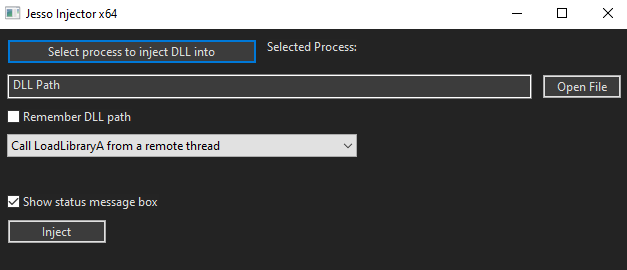 Jesso Injector x64
Select process to inject DLL into
Selected Process:
DLL Path
Open File
Remember DLL path
Call LoadLibraryA from a remote thread
Show status message box
Inject